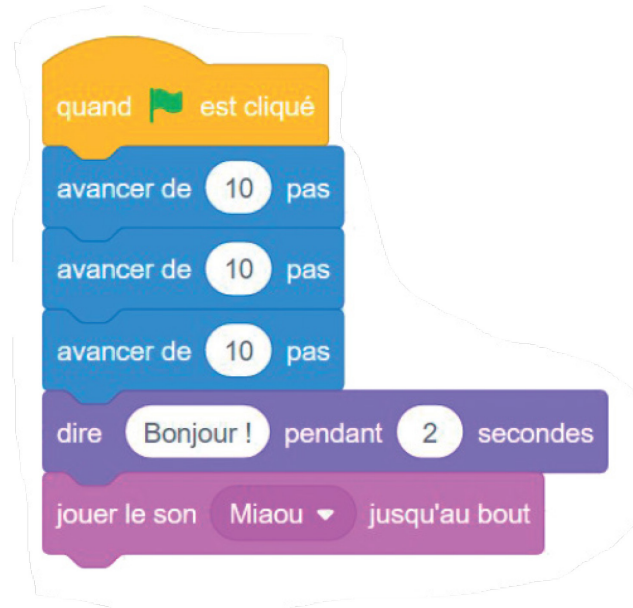 quand est cliqué
avancer de 10 pas
avancer de 10 pas
avancer de 10 pas
dire Bonjour ! pendant 2 secondes
jouer le son Miaou jusqu'au bout